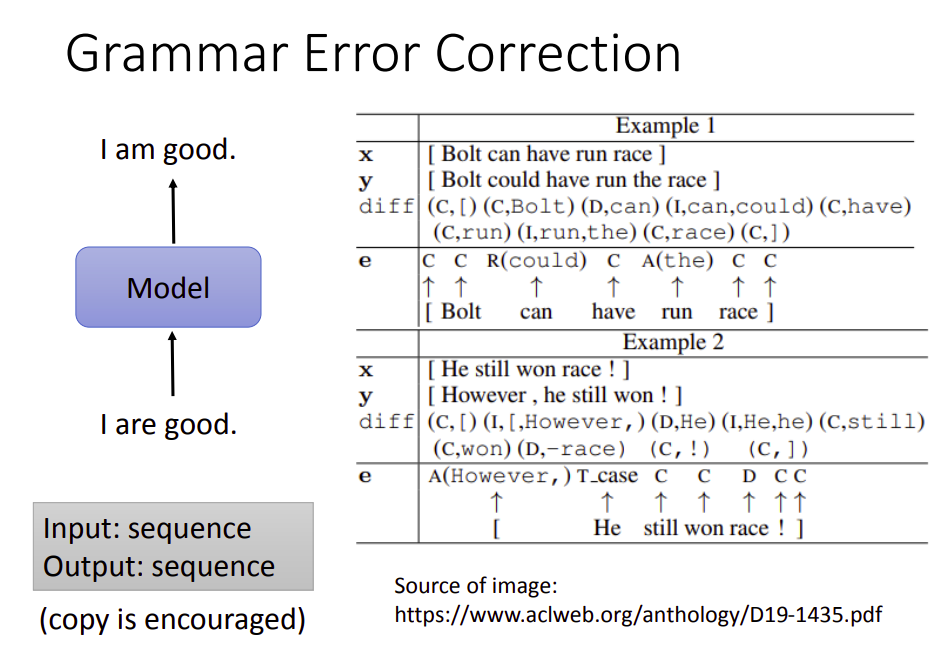 Grammar Error Correction
I am good.
Model
I are good.
Input: sequence
Output: sequence
(copy is encouraged)
Example 1
x [ Bolt can have run race ]
y [ Bolt could have run the race ]
diff (C,[) (C,Bolt) (D,can) (I,can,could) (C,have)
(C,run) (I,run,the) (C,race) (C,])
e C C R(could) C A(the) C C
[ Bolt can have run race ]
Example 2
x [ He still won race ! ]
y [ However , he still won ! ]
diff (C,[) (I,[,However,) (D,He) (I,He,he) (C,still)
(C,won) (D,-race) (C,!) (C,])
e A(However,) T_case C C D C C
[ He still won race ! ]
Source of image:
https://www.aclweb.org/anthology/D19-1435.pdf